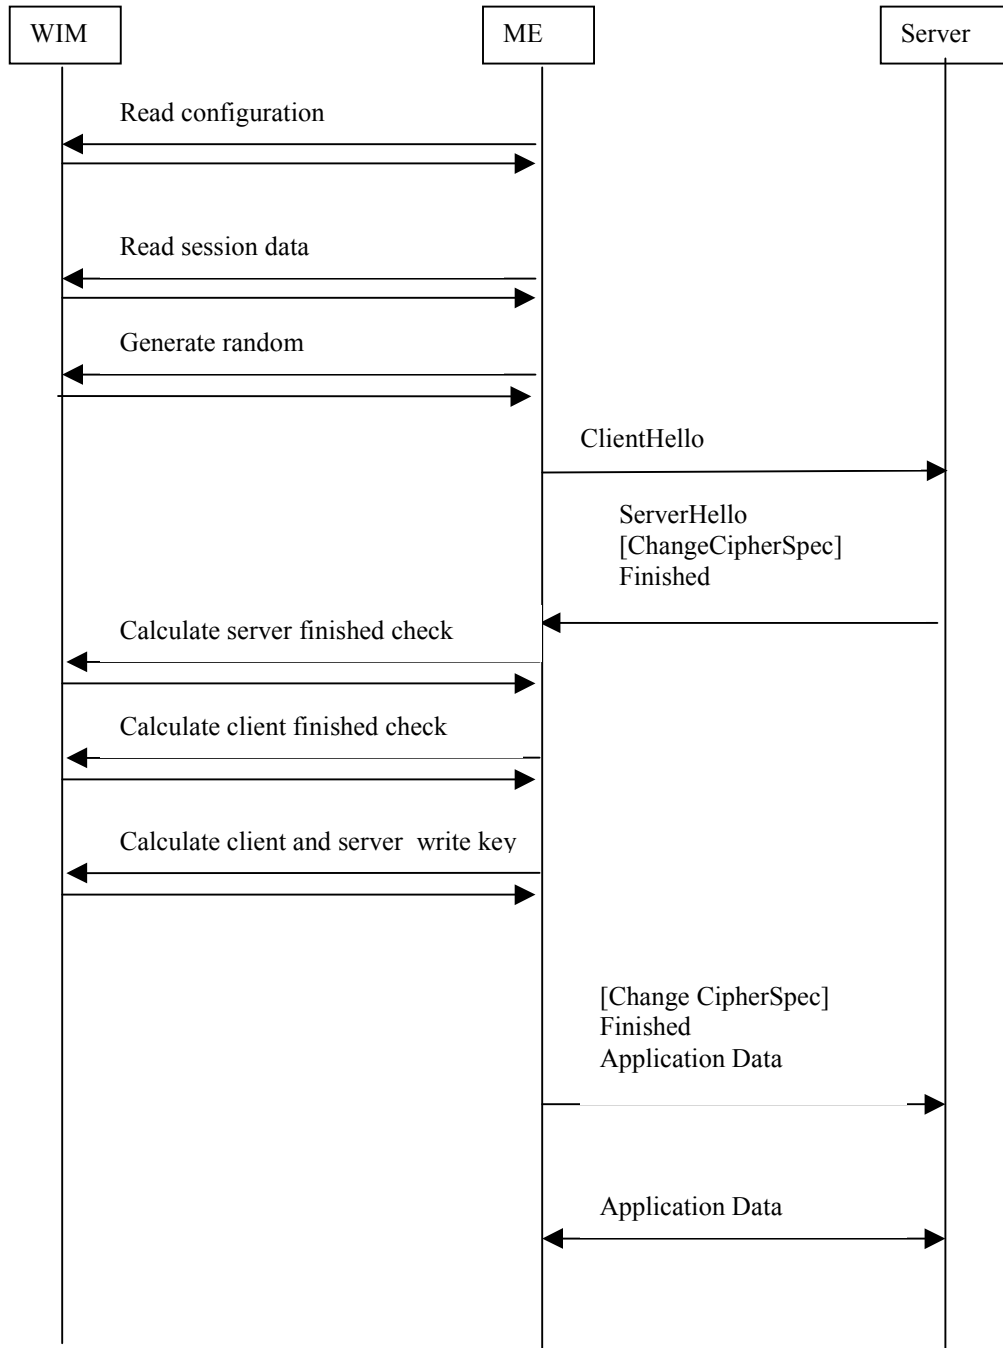 WIM
ME
Server
Read configuration
Read session data
Generate random
ClientHello
ServerHello
[ChangeCipherSpec]
Finished
Calculate server finished check
Calculate client finished check
Calculate client and server  write key
[Change CipherSpec]
Finished
Application Data
Application Data